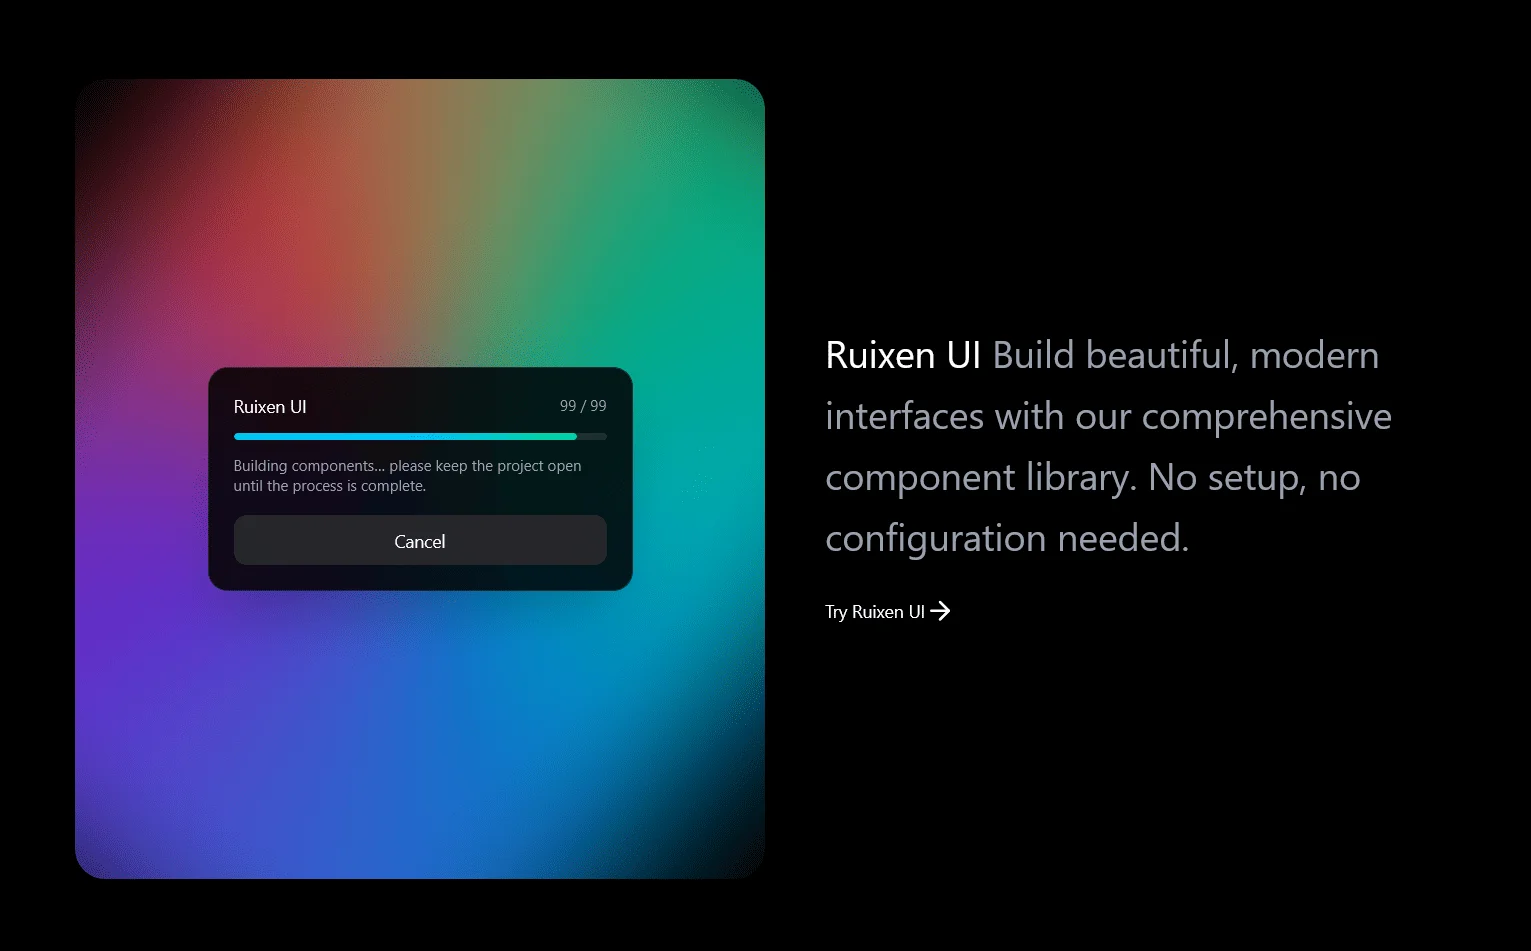 Ruixen UI 99 / 99
Building components... please keep the project open
until the process is complete.
Cancel
Ruixen UI Build beautiful, modern
interfaces with our comprehensive
component library. No setup, no
configuration needed.
Try Ruixen UI →